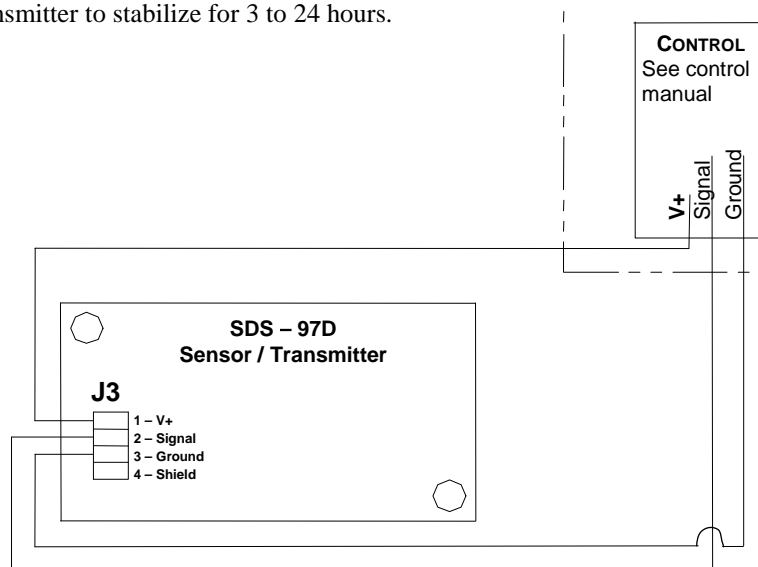 nsmitter to stabilize for 3 to 24 hours.
CONTROL
See control
manual
V+
Signal
Ground
SDS – 97D
Sensor / Transmitter
J3
1 – V+
2 – Signal
3 – Ground
4 – Shield